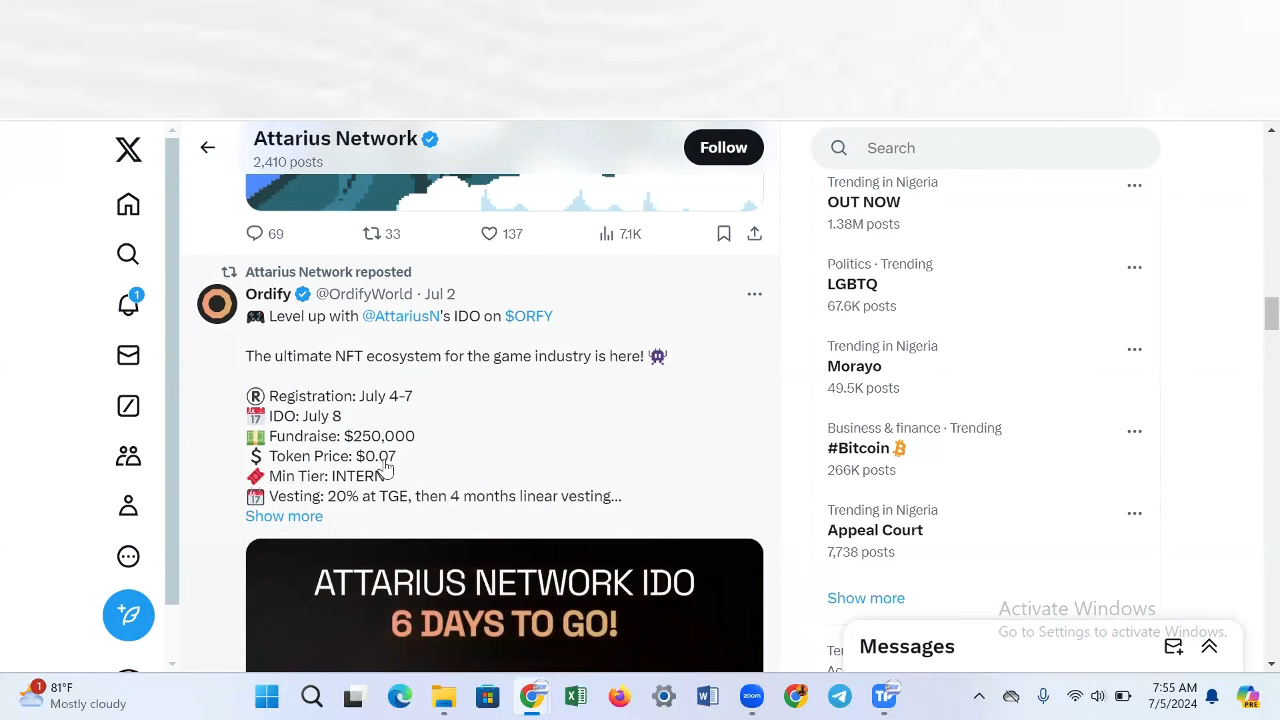 Attarius Network
2,410 posts
Follow
69
33
137
7.1K
Attarius Network reposted
Ordify @OrdifyWorld · Jul 2
🎮 Level up with @AttariusN's IDO on $ORFY
The ultimate NFT ecosystem for the game industry is here! 👾
®️ Registration: July 4-7
📅 IDO: July 8
💵 Fundraise: $250,000
💲 Token Price: $0.07
🎟️ Min Tier: INTERN
📅 Vesting: 20% at TGE, then 4 months linear vesting...
Show more
ATTARIUS NETWORK IDO
6 DAYS TO GO!
Search
Trending in Nigeria
OUT NOW
1.38M posts
Politics · Trending
LGBTQ
67.6K posts
Trending in Nigeria
Morayo
49.5K posts
Business & finance · Trending
#Bitcoin
266K posts
Trending in Nigeria
Appeal Court
7,738 posts
Show more
Activate Windows
Go to Settings to activate Windows.
Messages
1
1
81°F
Mostly cloudy
zoom
7:55 AM
7/5/2024
PRE